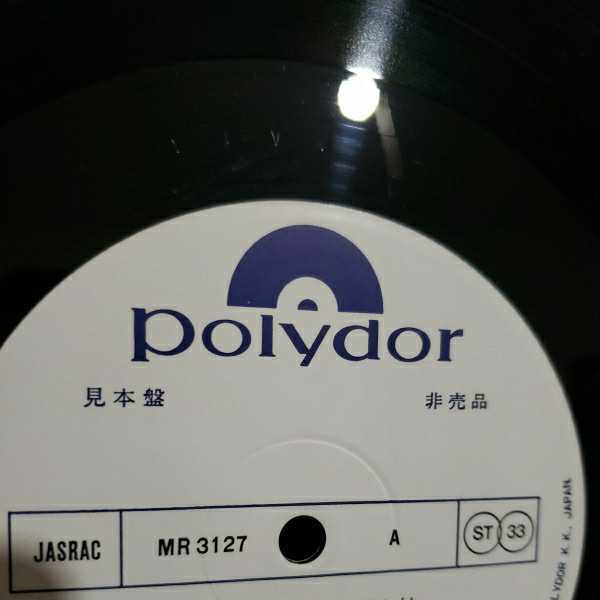 polydor
見本盤 非売品
JASRAC MR 3127 A ST 33
LYDOR K.K., JAPAN